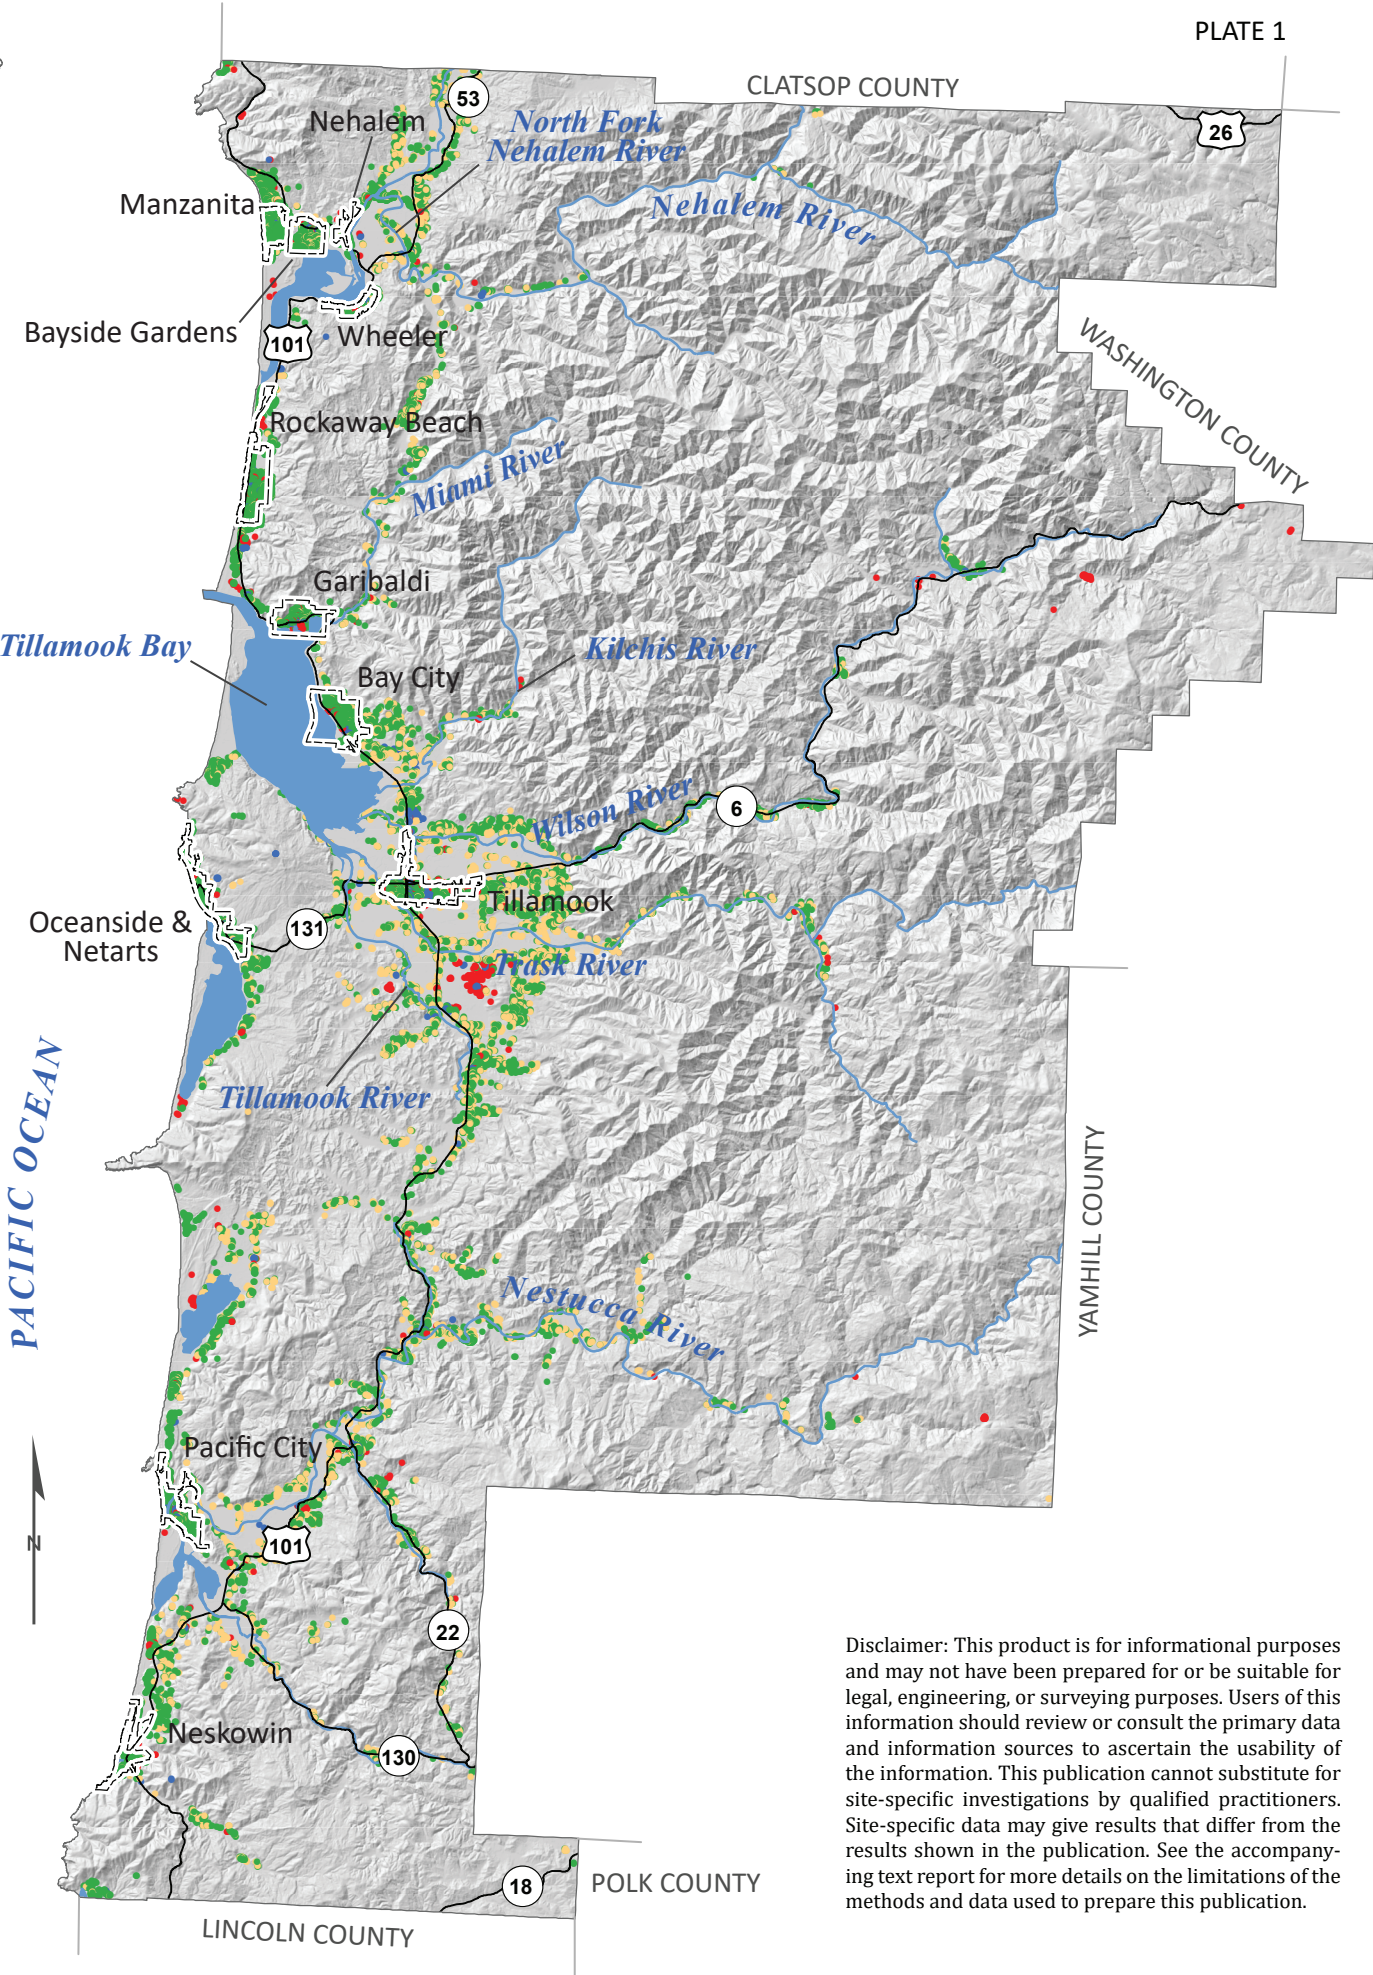 PLATE 1
CLATSOP COUNTY
53
26
Nehalem
North Fork
Nehalem River
Manzanita
Nehalem River
Bayside Gardens
101
Wheeler
WASHINGTON COUNTY
Rockaway Beach
Miami River
Garibaldi
Tillamook Bay
Kilchis River
Bay City
Wilson River
6
Tillamook
Oceanside &
Netarts
131
Trask River
Tillamook River
PACIFIC OCEAN
YAMHILL COUNTY
Nestucca River
Pacific City
N
101
22
Neskowin
130
18
POLK COUNTY
LINCOLN COUNTY
Disclaimer: This product is for informational purposes
and may not have been prepared for or be suitable for
legal, engineering, or surveying purposes. Users of this
information should review or consult the primary data
and information sources to ascertain the usability of
the information. This publication cannot substitute for
site-specific investigations by qualified practitioners.
Site-specific data may give results that differ from the
results shown in the publication. See the accompany-
ing text report for more details on the limitations of the
methods and data used to prepare this publication.